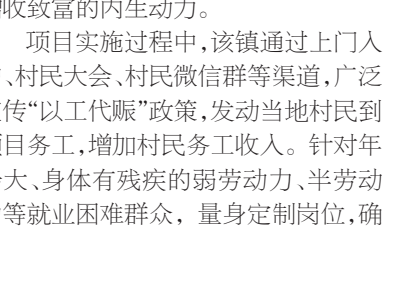 收致富的内生动力。
项目实施过程中,该镇通过上门入
、村民大会、村民微信群等渠道,广泛
传“以工代赈”政策,发动当地村民到
目务工,增加村民务工收入。针对年
大、身体有残疾的弱劳动力、半劳动
等就业困难群众，量身定制岗位,确